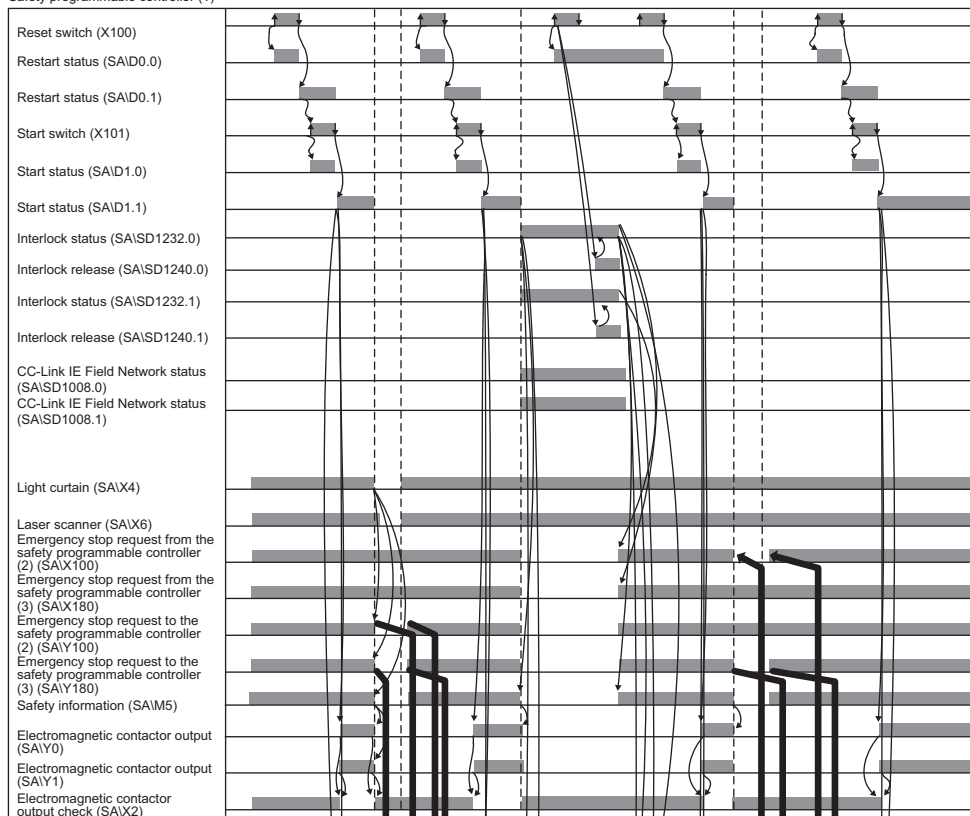 Safety programmable controller (1)
Reset switch (X100)
Restart status (SA\D0.0)
Restart status (SA\D0.1)
Start switch (X101)
Start status (SA\D1.0)
Start status (SA\D1.1)
Interlock status (SA\SD1232.0)
Interlock release (SA\SD1240.0)
Interlock status (SA\SD1232.1)
Interlock release (SA\SD1240.1)
CC-Link IE Field Network status
(SA\SD1008.0)
CC-Link IE Field Network status
(SA\SD1008.1)
Light curtain (SA\X4)
Laser scanner (SA\X6)
Emergency stop request from the
safety programmable controller
(2) (SA\X100)
Emergency stop request from the
safety programmable controller
(3) (SA\X180)
Emergency stop request to the
safety programmable controller
(2) (SA\Y100)
Emergency stop request to the
safety programmable controller
(3) (SA\Y180)
Safety information (SA\M5)
Electromagnetic contactor output
(SA\Y0)
Electromagnetic contactor output
(SA\Y1)
Electromagnetic contactor
output check (SA\X2)